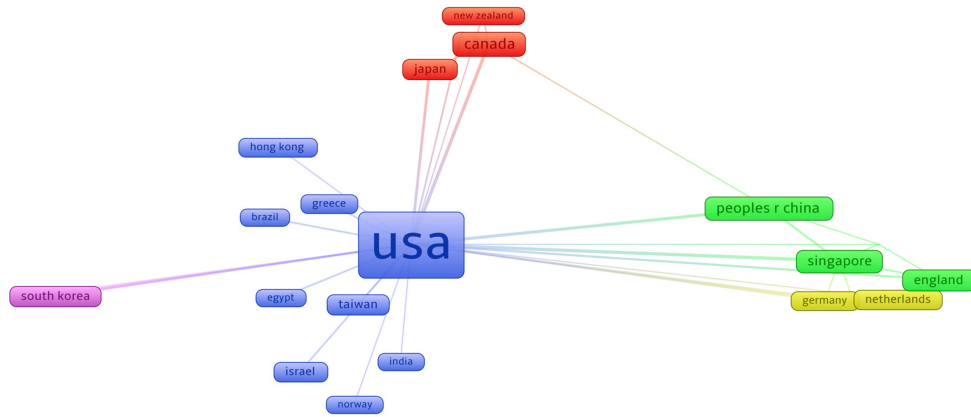 new zealand
canada
japan
hong kong
greece
brazil
peoples r china
usa
singapore
england
south korea
egypt
taiwan
germany
netherlands
india
israel
norway